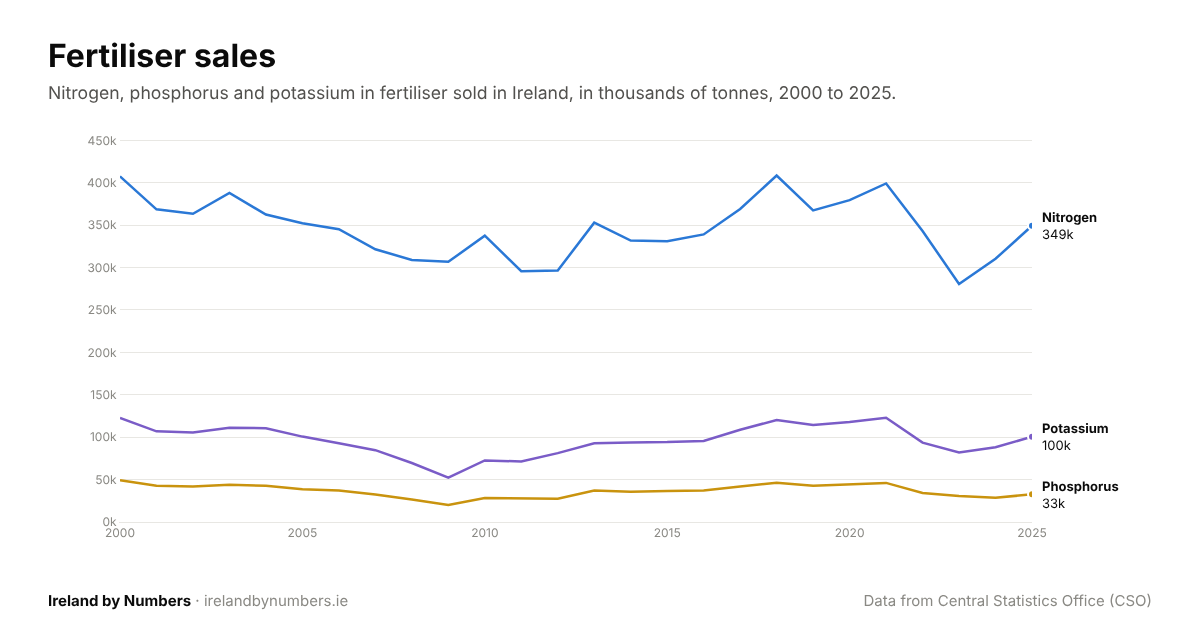 Fertiliser sales
Nitrogen, phosphorus and potassium in fertiliser sold in Ireland, in thousands of tonnes, 2000 to 2025.
450k
400k
350k
300k
250k
200k
150k
100k
50k
0k
Nitrogen
349k
Potassium
100k
Phosphorus
33k
2000 2005 2010 2015 2020 2025
Ireland by Numbers · irelandbynumbers.ie
Data from Central Statistics Office (CSO)